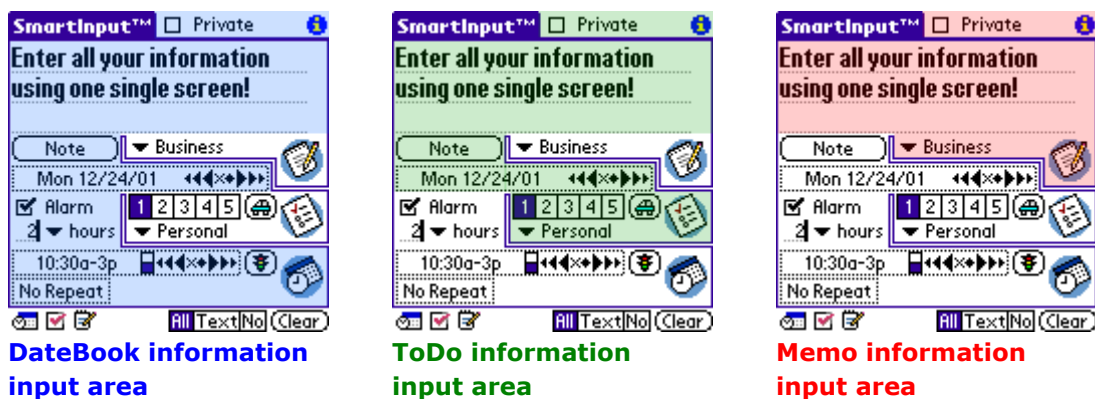 SmartInput™ Private
Enter all your information
using one single screen!
Note Business
Mon 12/24/01
Alarm 1 2 3 4 5
2 hours Personal
10:30a-3p
No Repeat
All Text No Clear
DateBook information
input area
SmartInput™ Private
Enter all your information
using one single screen!
Note Business
Mon 12/24/01
Alarm 1 2 3 4 5
2 hours Personal
10:30a-3p
No Repeat
All Text No Clear
ToDo information
input area
SmartInput™ Private
Enter all your information
using one single screen!
Note Business
Mon 12/24/01
Alarm 1 2 3 4 5
2 hours Personal
10:30a-3p
No Repeat
All Text No Clear
Memo information
input area